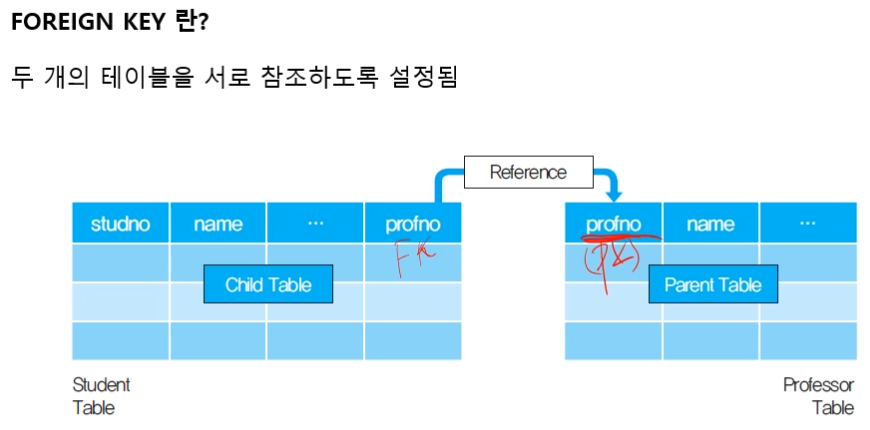 FOREIGN KEY 란?
두 개의 테이블을 서로 참조하도록 설정됨
Reference
studno name ... profno
profno name ...
FK
(PK)
Child Table
Parent Table
Student
Table
Professor
Table